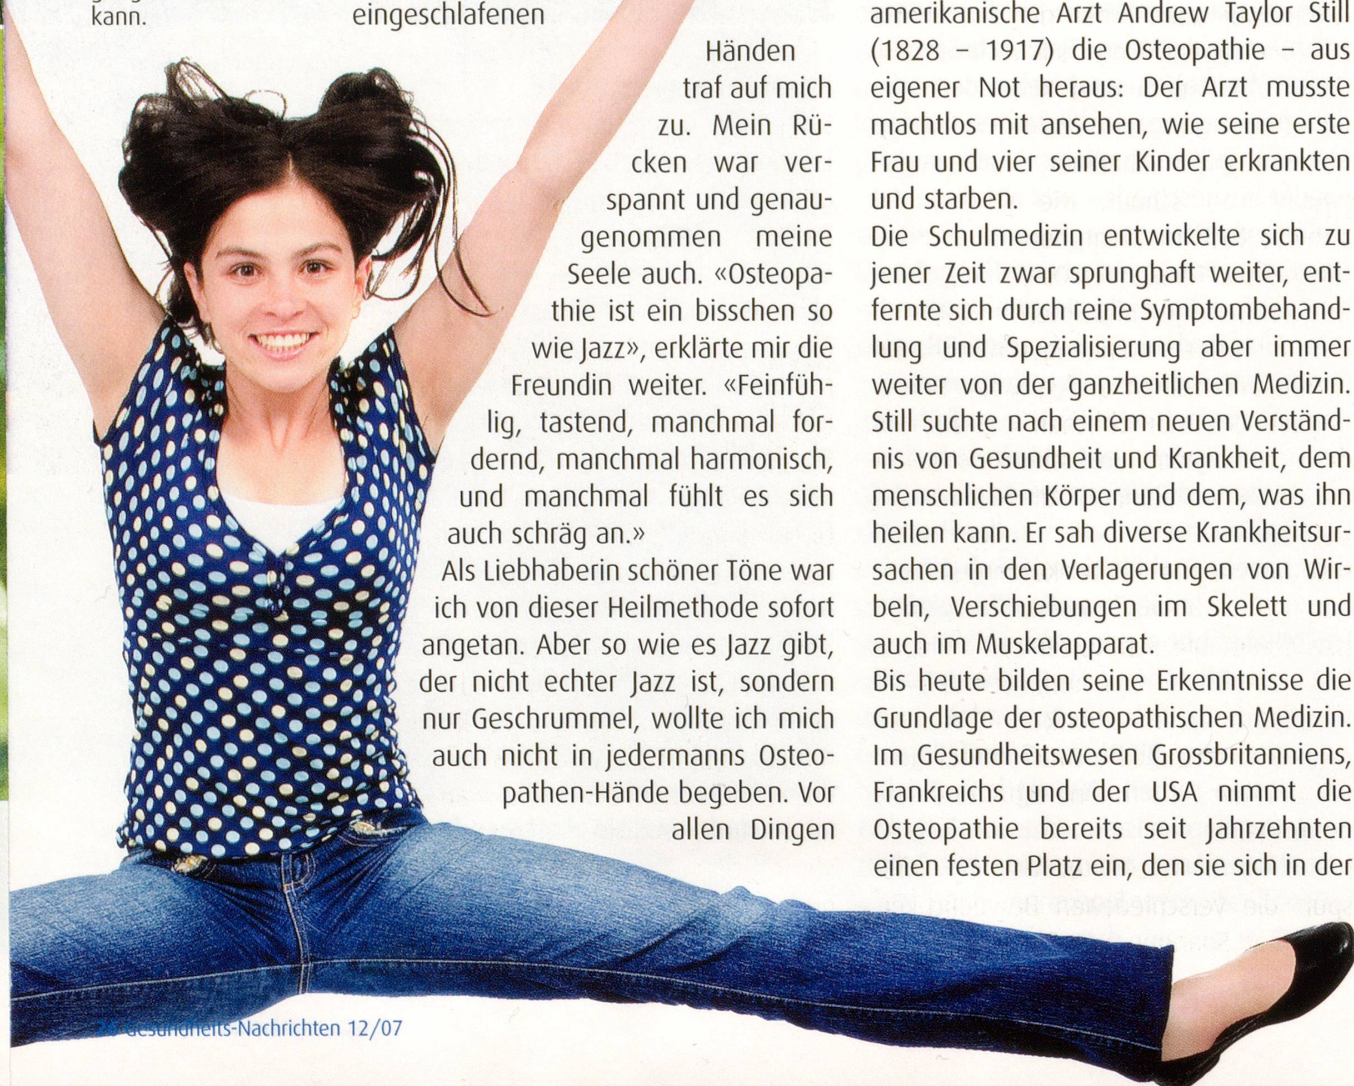 kann.
eingeschlafenen
Händen
traf auf mich
zu. Mein Rü-
cken war ver-
spannt und genau-
genommen meine
Seele auch. «Osteopa-
thie ist ein bisschen so
wie Jazz», erklärte mir die
Freundin weiter. «Feinfüh-
lig, tastend, manchmal for-
dernd, manchmal harmonisch,
und manchmal fühlt es sich
auch schräg an.»
Als Liebhaberin schöner Töne war
ich von dieser Heilmethode sofort
angetan. Aber so wie es Jazz gibt,
der nicht echter Jazz ist, sondern
nur Geschrummel, wollte ich mich
auch nicht in jedermanns Osteo-
pathen-Hände begeben. Vor
allen Dingen
amerikanische Arzt Andrew Taylor Still
(1828 – 1917) die Osteopathie – aus
eigener Not heraus: Der Arzt musste
machtlos mit ansehen, wie seine erste
Frau und vier seiner Kinder erkrankten
und starben.
Die Schulmedizin entwickelte sich zu
jener Zeit zwar sprunghaft weiter, ent-
fernte sich durch reine Symptombehand-
lung und Spezialisierung aber immer
weiter von der ganzheitlichen Medizin.
Still suchte nach einem neuen Verständ-
nis von Gesundheit und Krankheit, dem
menschlichen Körper und dem, was ihn
heilen kann. Er sah diverse Krankheitsur-
sachen in den Verlagerungen von Wir-
beln, Verschiebungen im Skelett und
auch im Muskelapparat.
Bis heute bilden seine Erkenntnisse die
Grundlage der osteopathischen Medizin.
Im Gesundheitswesen Grossbritanniens,
Frankreichs und der USA nimmt die
Osteopathie bereits seit Jahrzehnten
einen festen Platz ein, den sie sich in der
Gesundheits-Nachrichten 12/07